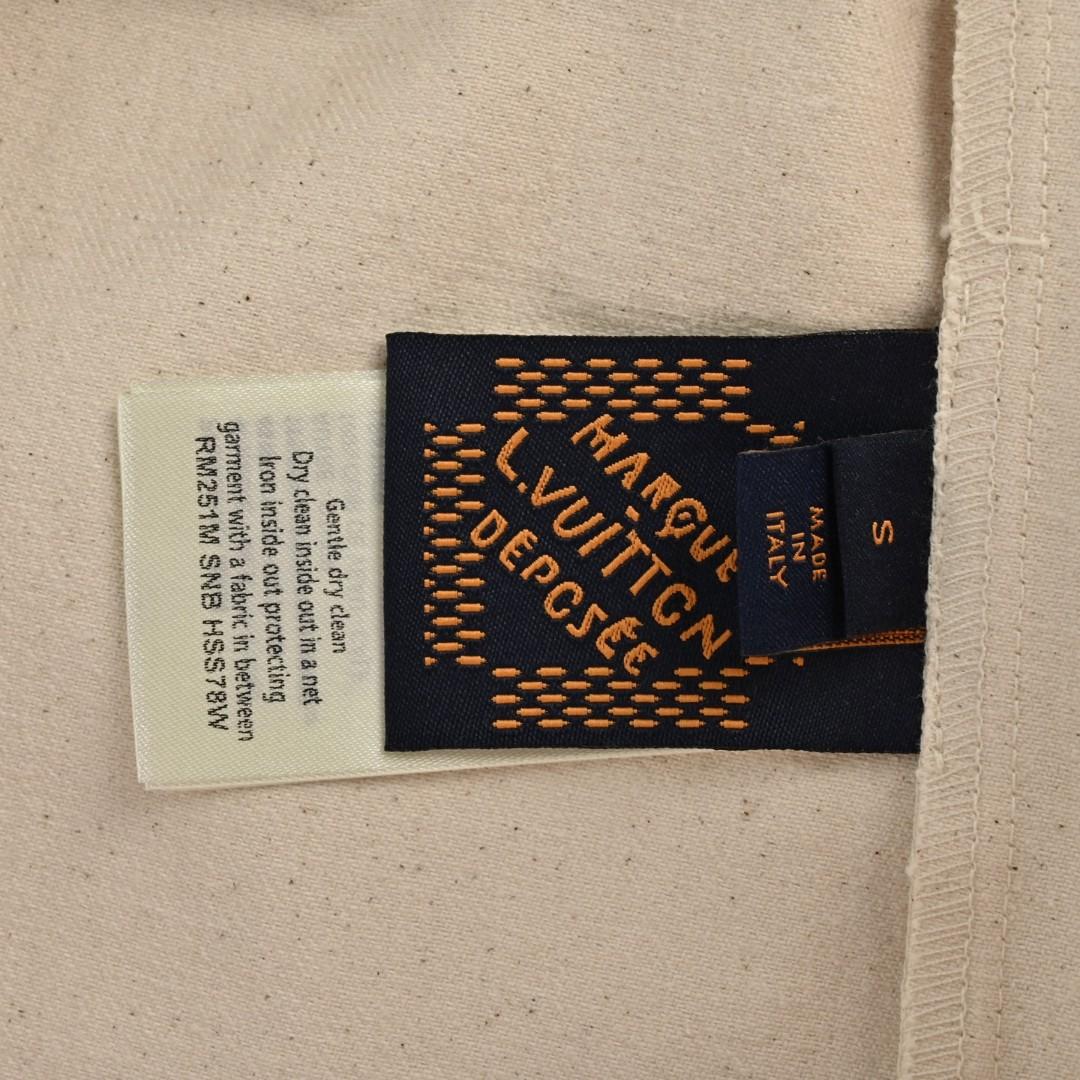 Gentle dry clean
Dry clean inside out in a net
Iron inside out protecting
garment with a fabric in between
RM251M SNB HSS78W
MARQUE
L.VUITTON
DEPOSÉE
MADE
IN
ITALY
S